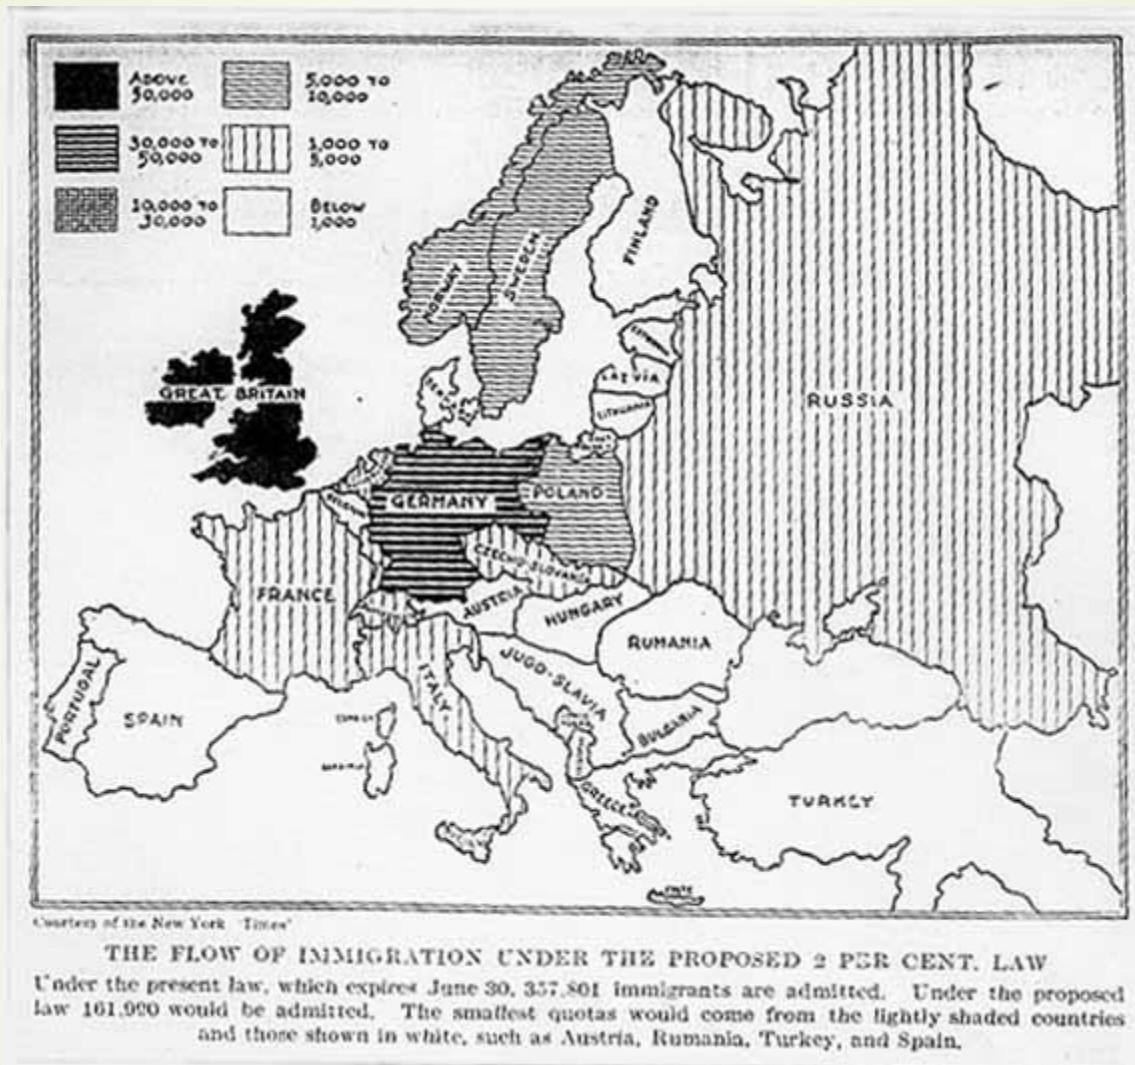 ABOVE
50,000
5,000 TO
10,000
30,000 TO
50,000
1,000 TO
5,000
10,000 TO
30,000
BELOW
1,000
NORWAY
SWEDEN
FINLAND
LATVIA
LITHUANIA
RUSSIA
GREAT BRITAIN
GERMANY
POLAND
CZECHO-SLOVAKIA
FRANCE
AUSTRIA
HUNGARY
RUMANIA
JUGO-SLAVIA
ITALY
PORTUGAL
SPAIN
BULGARIA
GREECE
TURKEY
Courtesy of the New York "Times"
THE FLOW OF IMMIGRATION UNDER THE PROPOSED 2 PER CENT. LAW
Under the present law, which expires June 30, 357,801 immigrants are admitted. Under the proposed
law 161,990 would be admitted. The smallest quotas would come from the lightly shaded countries
and those shown in white, such as Austria, Rumania, Turkey, and Spain.